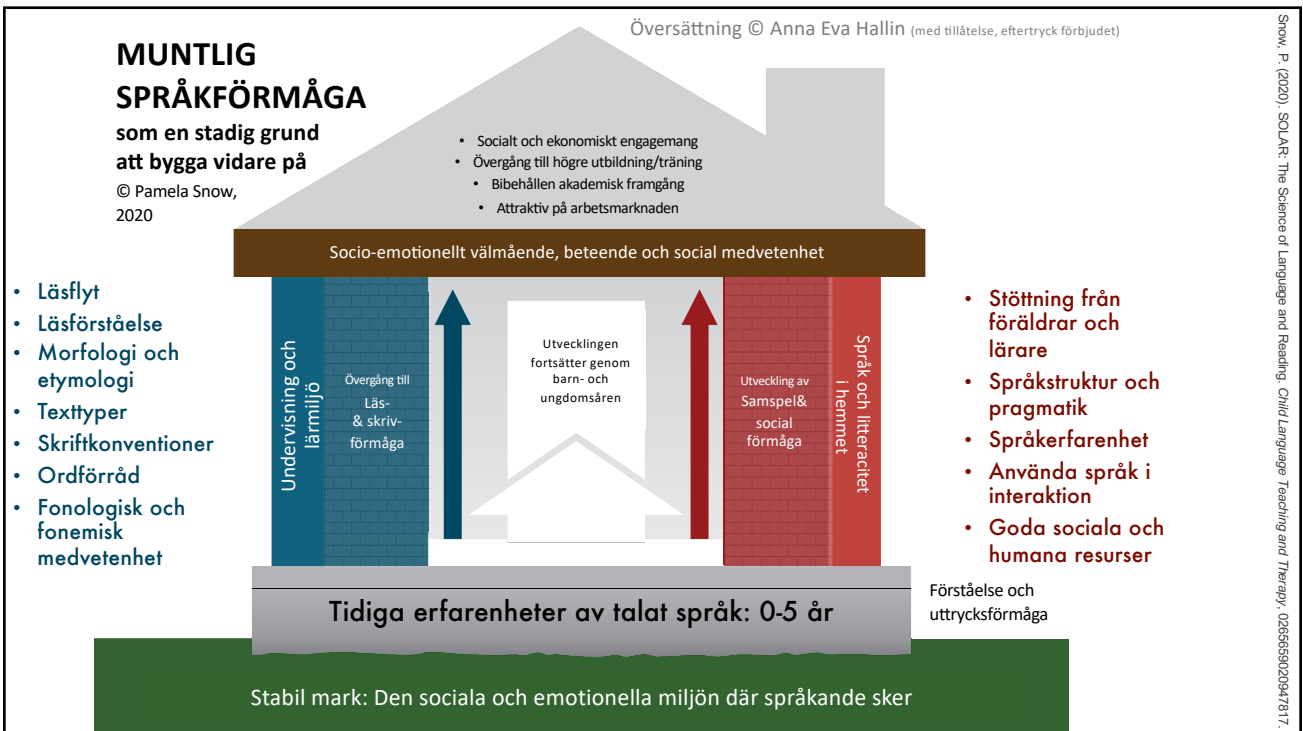 Översättning © Anna Eva Hallin (med tillåtelse, eftertryck förbjudet)
MUNTLIG
SPRÅKFÖRMÅGA
som en stadig grund
att bygga vidare på
© Pamela Snow,
2020
• Socialt och ekonomiskt engagemang
• Övergång till högre utbildning/träning
• Bibehållen akademisk framgång
• Attraktiv på arbetsmarknaden
Socio-emotionellt välmående, beteende och social medvetenhet
• Läsflyt
• Läsförståelse
• Morfologi och
etymologi
• Texttyper
• Skriftkonventioner
• Ordförråd
• Fonologisk och
fonemisk
medvetenhet
Undervisning och
lärmiljö
Övergång till
Läs-
& skriv-
förmåga
Utvecklingen
fortsätter genom
barn- och
ungdomsåren
Utveckling av
Samspel&
social
förmåga
Språk och litteracitet
i hemmet
• Stöttning från
föräldrar och
lärare
• Språkstruktur och
pragmatik
• Språkerfarenhet
• Använda språk i
interaktion
• Goda sociala och
humana resurser
Tidiga erfarenheter av talat språk: 0-5 år
Förståelse och
uttrycksförmåga
Stabil mark: Den sociala och emotionella miljön där språkande sker
Snow, P. (2020). SOLAR: The Science of Language and Reading. Child Language Teaching and Therapy, 0265659020947817.